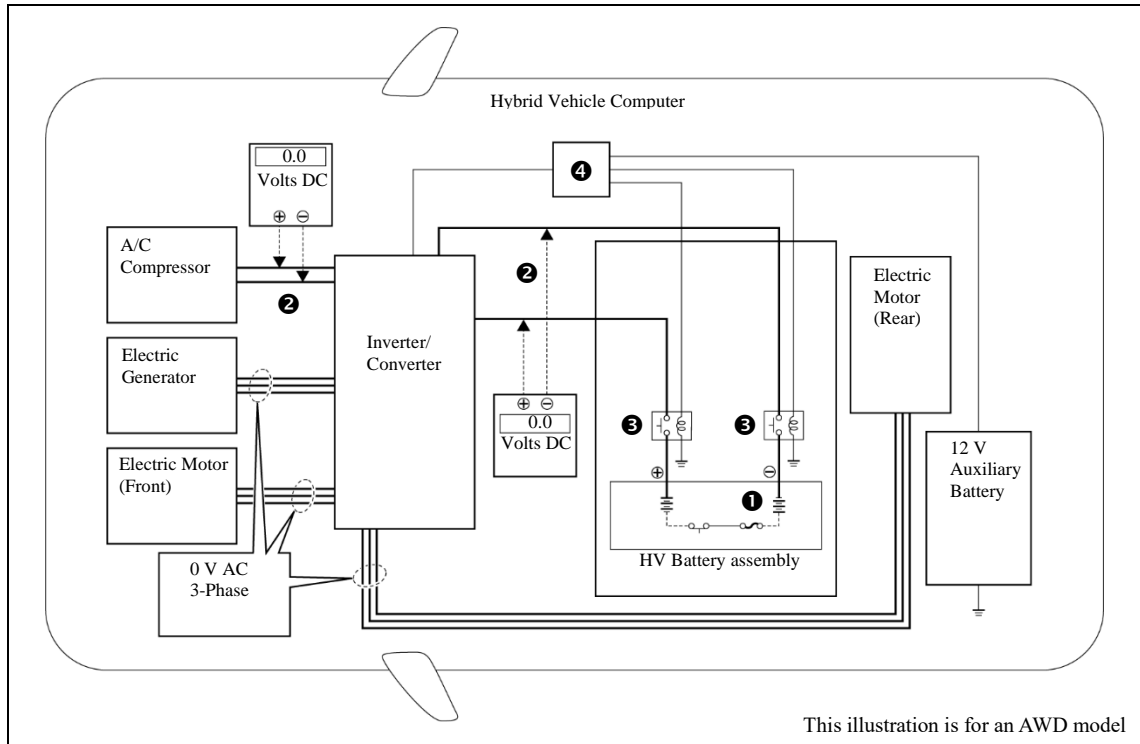 Hybrid Vehicle Computer
0.0
Volts DC
⊕ ⊖
❹
A/C
Compressor
❷
❷
Electric
Motor
(Rear)
Inverter/
Converter
Electric
Generator
⊕ ⊖
0.0
Volts DC
❸
❸
12 V
Auxiliary
Battery
Electric Motor
(Front)
⊕
⊖
❶
HV Battery assembly
0 V AC
3-Phase
This illustration is for an AWD model